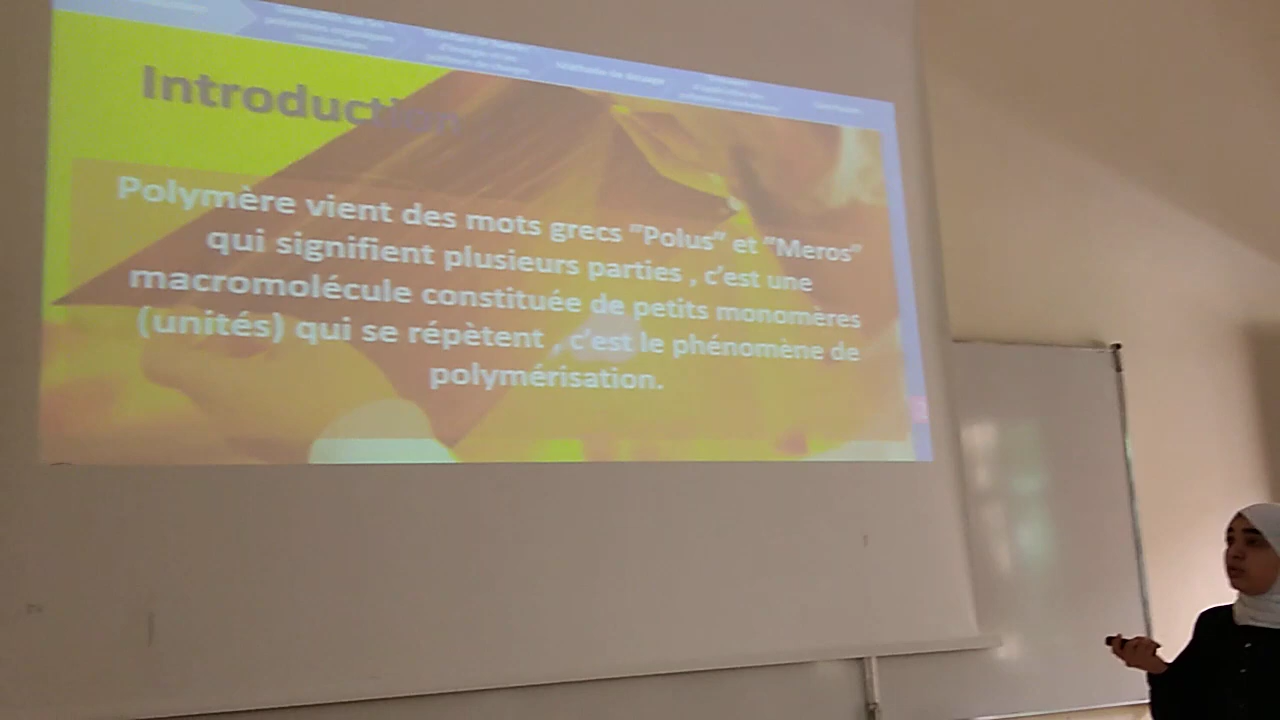 Introduction
Polymère vient des mots grecs "Polus" et "Meros"
qui signifient plusieurs parties , c'est une
macromolécule constituée de petits monomères
(unités) qui se répètent , c'est le phénomène de
polymérisation.